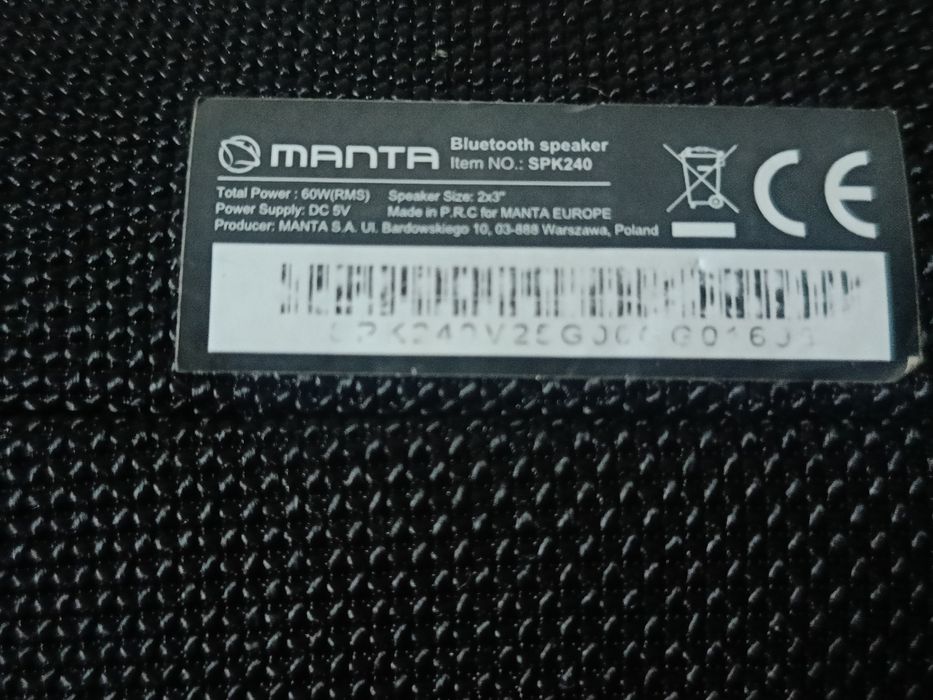 MANTA
Bluetooth speaker
Item NO.: SPK240
Total Power : 60W(RMS) Speaker Size: 2x3"
Power Supply: DC 5V Made in P.R.C for MANTA EUROPE
Producer: MANTA S.A. Ul. Bardowskiego 10, 03-888 Warszawa, Poland
CE